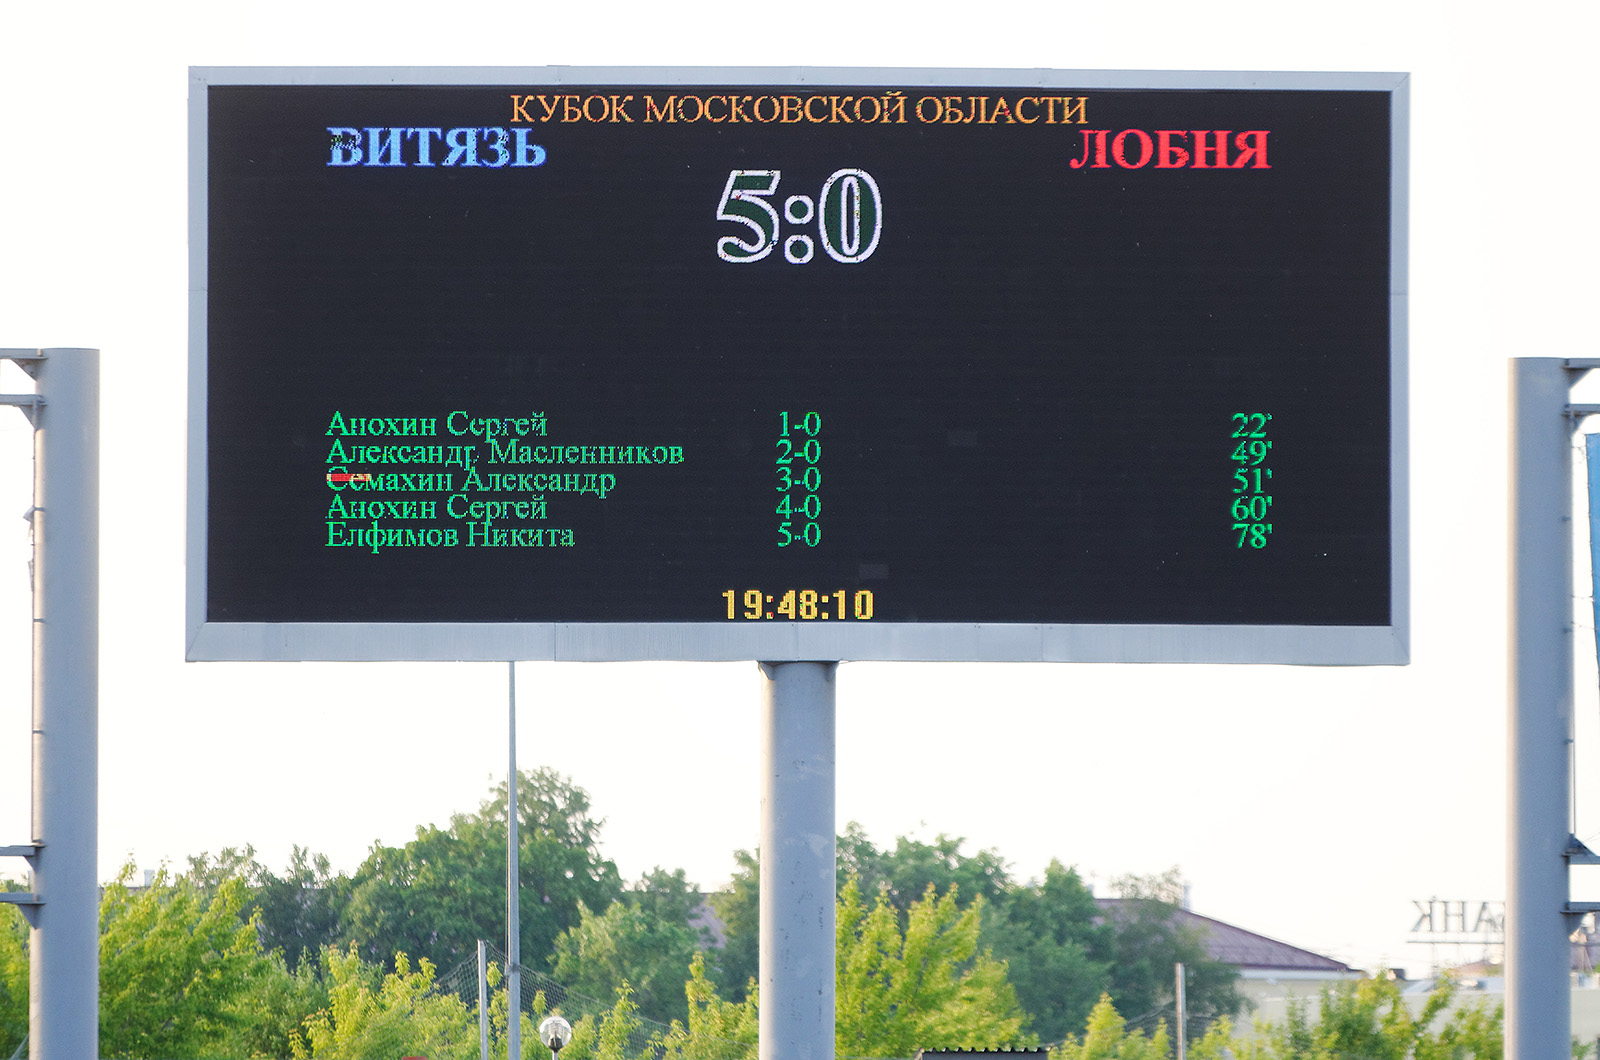 КУБОК МОСКОВСКОЙ ОБЛАСТИ
ВИТЯЗЬ ЛОБНЯ
5:0
Анохин Сергей 1-0 22'
Александр Масленников 2-0 49'
Семахин Александр 3-0 51'
Анохин Сергей 4-0 60'
Елфимов Никита 5-0 78'
19:48:10